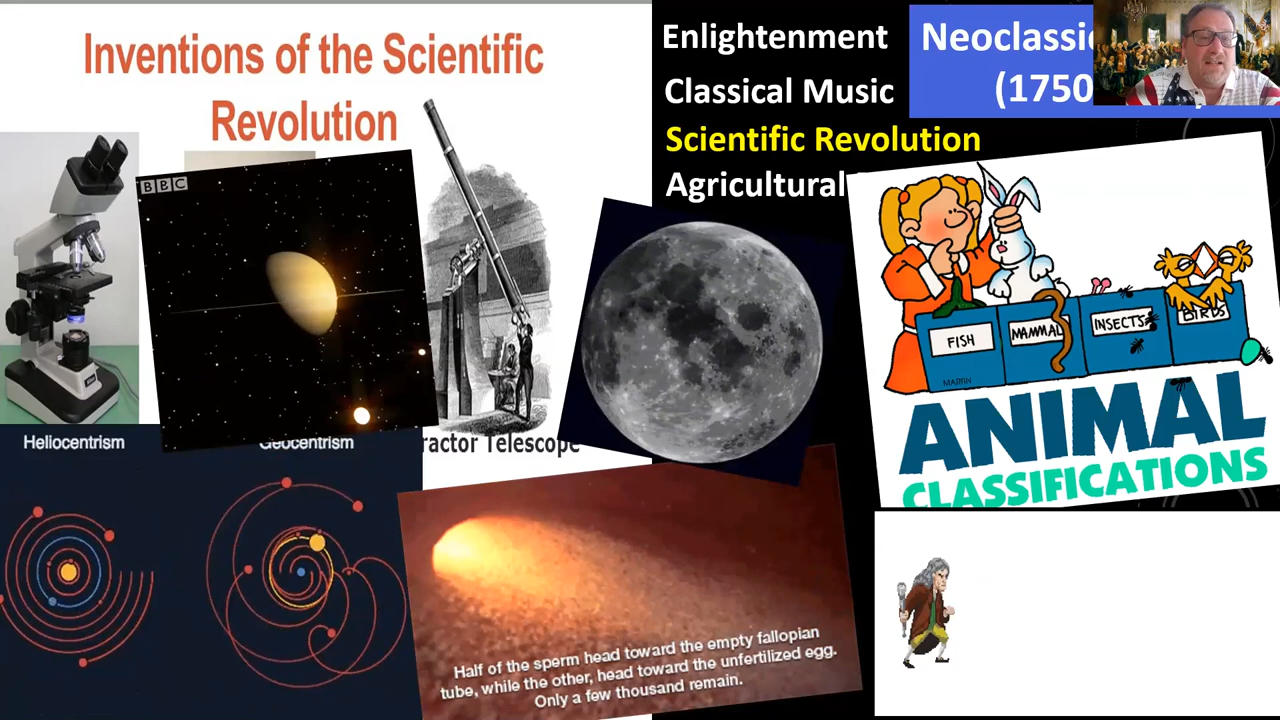 Inventions of the Scientific
Revolution
Enlightenment
Classical Music
Scientific Revolution
Agricultural
(1750
BBC
FISH
MAMMAL
INSECTS
BIRDS
MARTIN
ANIMAL
CLASSIFICATIONS
Heliocentrism
Geocentrism
Telescope
Half of the sperm head toward the empty fallopian
tube, while the other, head toward the unfertilized egg.
Only a few thousand remain.